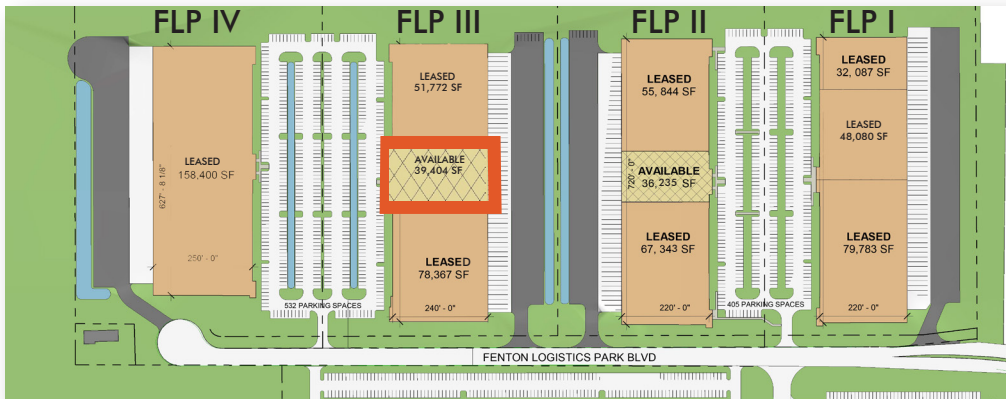 FLP IV
FLP III
FLP II
FLP I
LEASED
158,400 SF
627' - 8 1/8"
250' - 0"
532 PARKING SPACES
LEASED
51,772 SF
AVAILABLE
39,404 SF
LEASED
78,367 SF
240' - 0"
LEASED
55, 844 SF
720' - 0"
AVAILABLE
36,235 SF
LEASED
67, 343 SF
220' - 0"
405 PARKING SPACES
LEASED
32, 087 SF
LEASED
48,080 SF
LEASED
79,783 SF
220' - 0"
FENTON LOGISTICS PARK BLVD